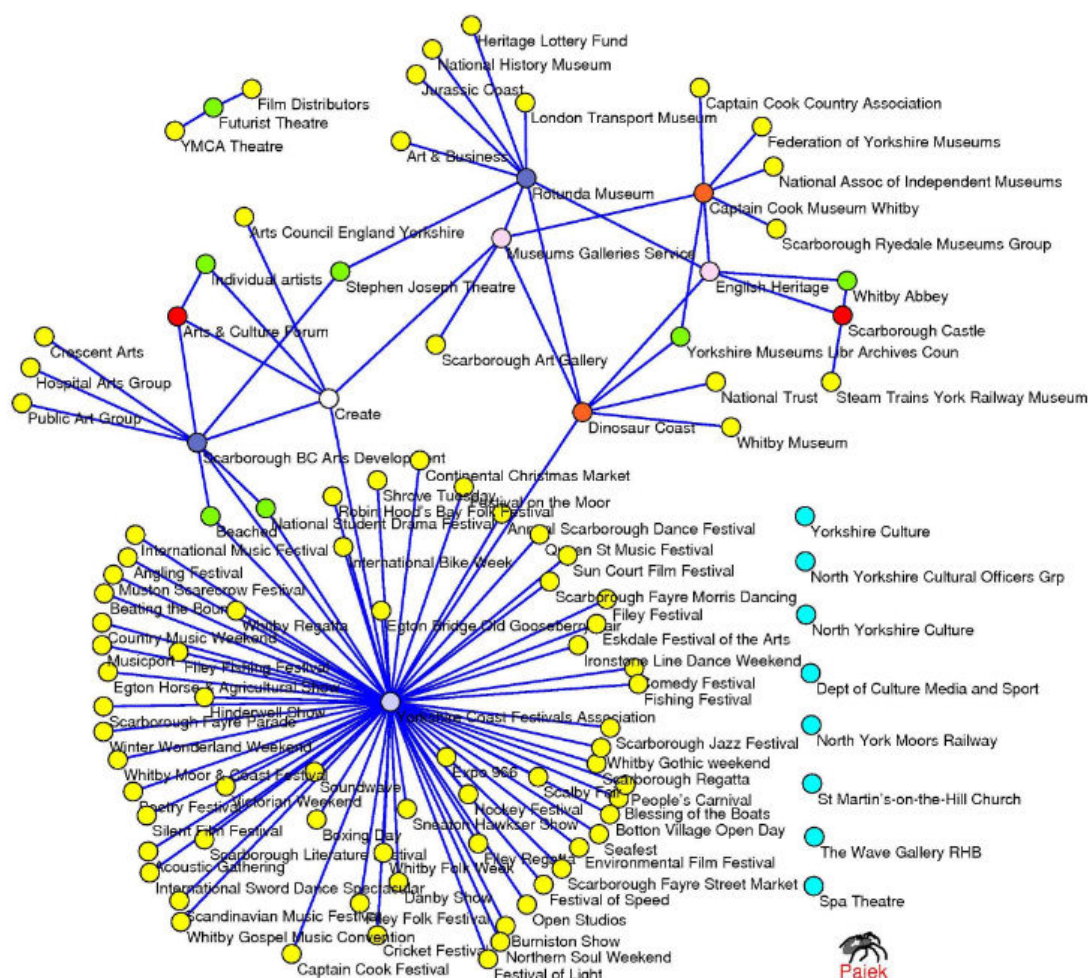 Heritage Lottery Fund
National History Museum
Jurassic Coast
Film Distributors
Futurist Theatre
YMCA Theatre
London Transport Museum
Captain Cook Country Association
Art & Business
Federation of Yorkshire Museums
National Assoc of Independent Museums
Rotunda Museum
Captain Cook Museum Whitby
Arts Council England Yorkshire
Scarborough Ryedale Museums Group
Museums Galleries Service
Individual artists
Stephen Joseph Theatre
English Heritage
Whitby Abbey
Arts & Culture Forum
Scarborough Castle
Crescent Arts
Scarborough Art Gallery
Yorkshire Museums Libr Archives Coun
Hospital Arts Group
National Trust
Steam Trains York Railway Museum
Public Art Group
Create
Dinosaur Coast
Whitby Museum
Scarborough BC Arts Development
Continental Christmas Market
Shrove Tuesday
Festival on the Moor
Robin Hood's Bay Folk Festival
National Student Drama Festival
Beached
Annual Scarborough Dance Festival
Yorkshire Culture
International Music Festival
International Bike Week
Queen St Music Festival
Sun Court Film Festival
Angling Festival
North Yorkshire Cultural Officers Grp
Muston Scarecrow Festival
Scarborough Fayre Morris Dancing
Beating the
Whitby Regatta
Egton Bridge Old Gooseberry Fair
Filey Festival
North Yorkshire Culture
Country Music Weekend
Eskdale Festival of the Arts
Musicport
Filey Fishing Festival
Ironstone Line Dance Weekend
Egton Horse & Agricultural Show
Comedy Festival
Dept of Culture Media and Sport
Hinderwell Show
Fishing Festival
Scarborough Fayre Parade
Yorkshire Coast Festivals Association
Winter Wonderland Weekend
Scarborough Jazz Festival
North York Moors Railway
Whitby Moor & Coast Festival
Soundwave
Expo 966
Whitby Gothic weekend
Scarborough Regatta
Poetry Festival
Victorian Weekend
Scalby Fair
People's Carnival
St Martin's-on-the-Hill Church
Hockey Festival
Blessing of the Boats
Silent Film Festival
Boxing Day
Sneaton Hawkser Show
Botton Village Open Day
Seafest
The Wave Gallery RHB
Scarborough Literature Festival
Filey Regatta
Environmental Film Festival
Acoustic Gathering
Whitby Folk Week
International Sword Dance Spectacular
Danby Show
Scarborough Fayre Street Market
Festival of Speed
Spa Theatre
Scandinavian Music Festival
Filey Folk Festival
Open Studios
Whitby Gospel Music Convention
Cricket Festival
Burniston Show
Northern Soul Weekend
Captain Cook Festival
Festival of Light
Pajek